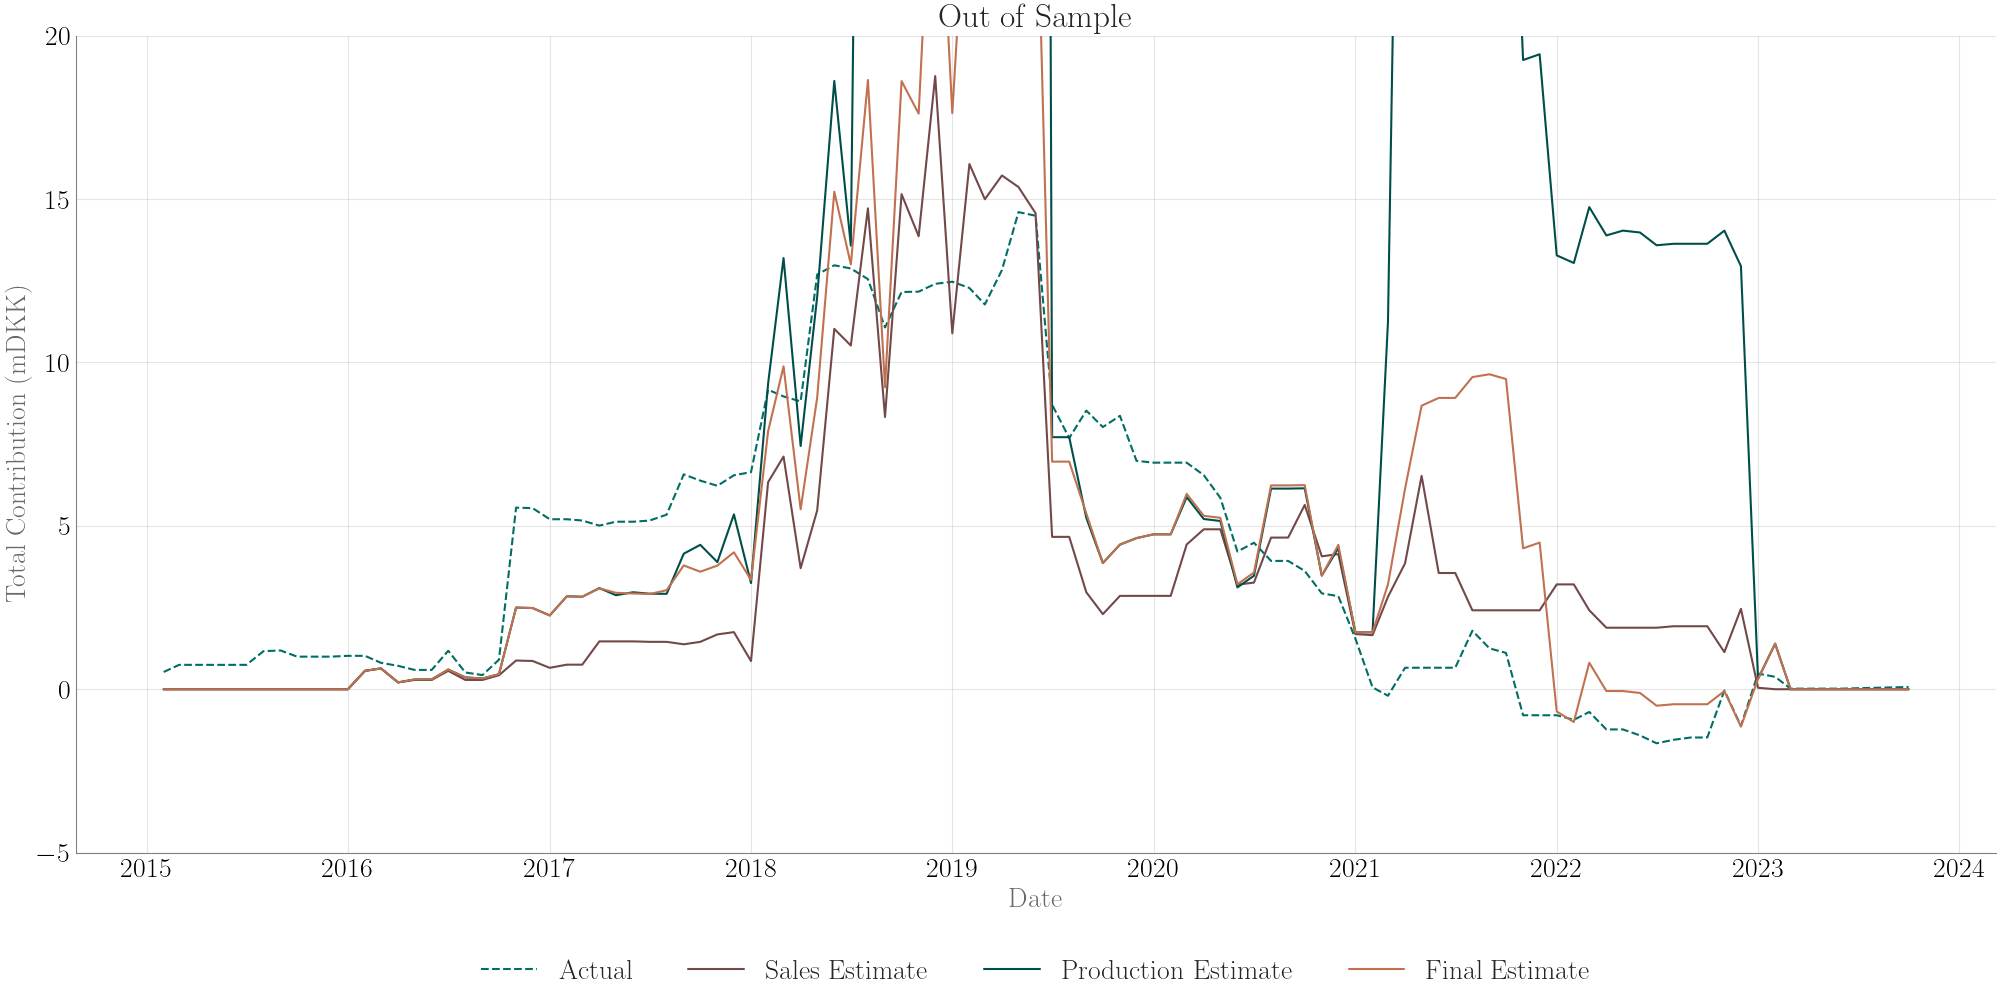 Out of Sample
Total Contribution (mDKK)
20
15
10
5
0
−5
2015 2016 2017 2018 2019 2020 2021 2022 2023 2024
Date
Actual Sales Estimate Production Estimate Final Estimate